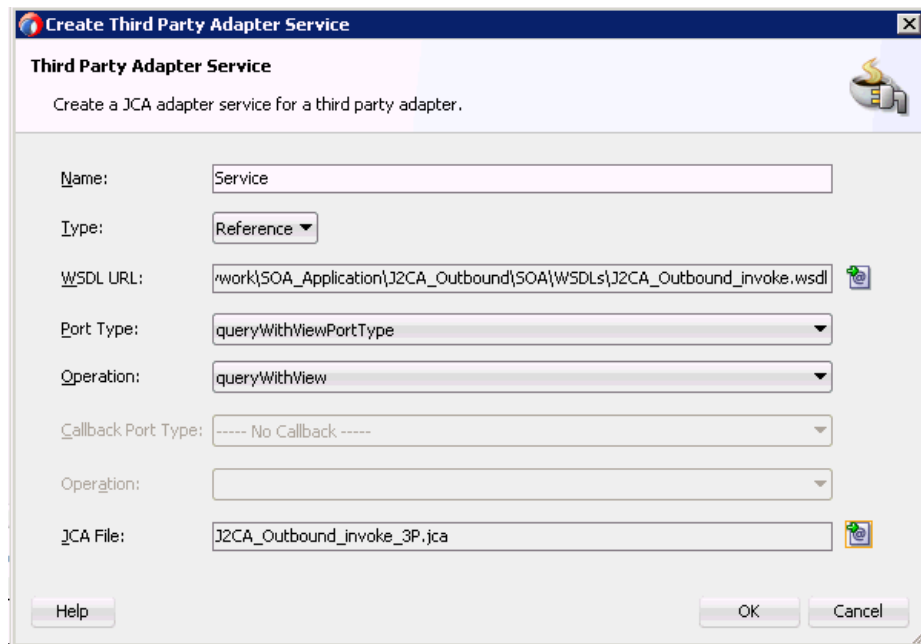 Create Third Party Adapter Service
Third Party Adapter Service
Create a JCA adapter service for a third party adapter.
Name: Service
Type: Reference
WSDL URL: work\SOA_Application\J2CA_Outbound\SOA\WSDLs\J2CA_Outbound_invoke.wsdl
Port Type: queryWithViewPortType
Operation: queryWithView
Callback Port Type: ----- No Callback -----
Operation:
JCA File: J2CA_Outbound_invoke_3P.jca
Help OK Cancel